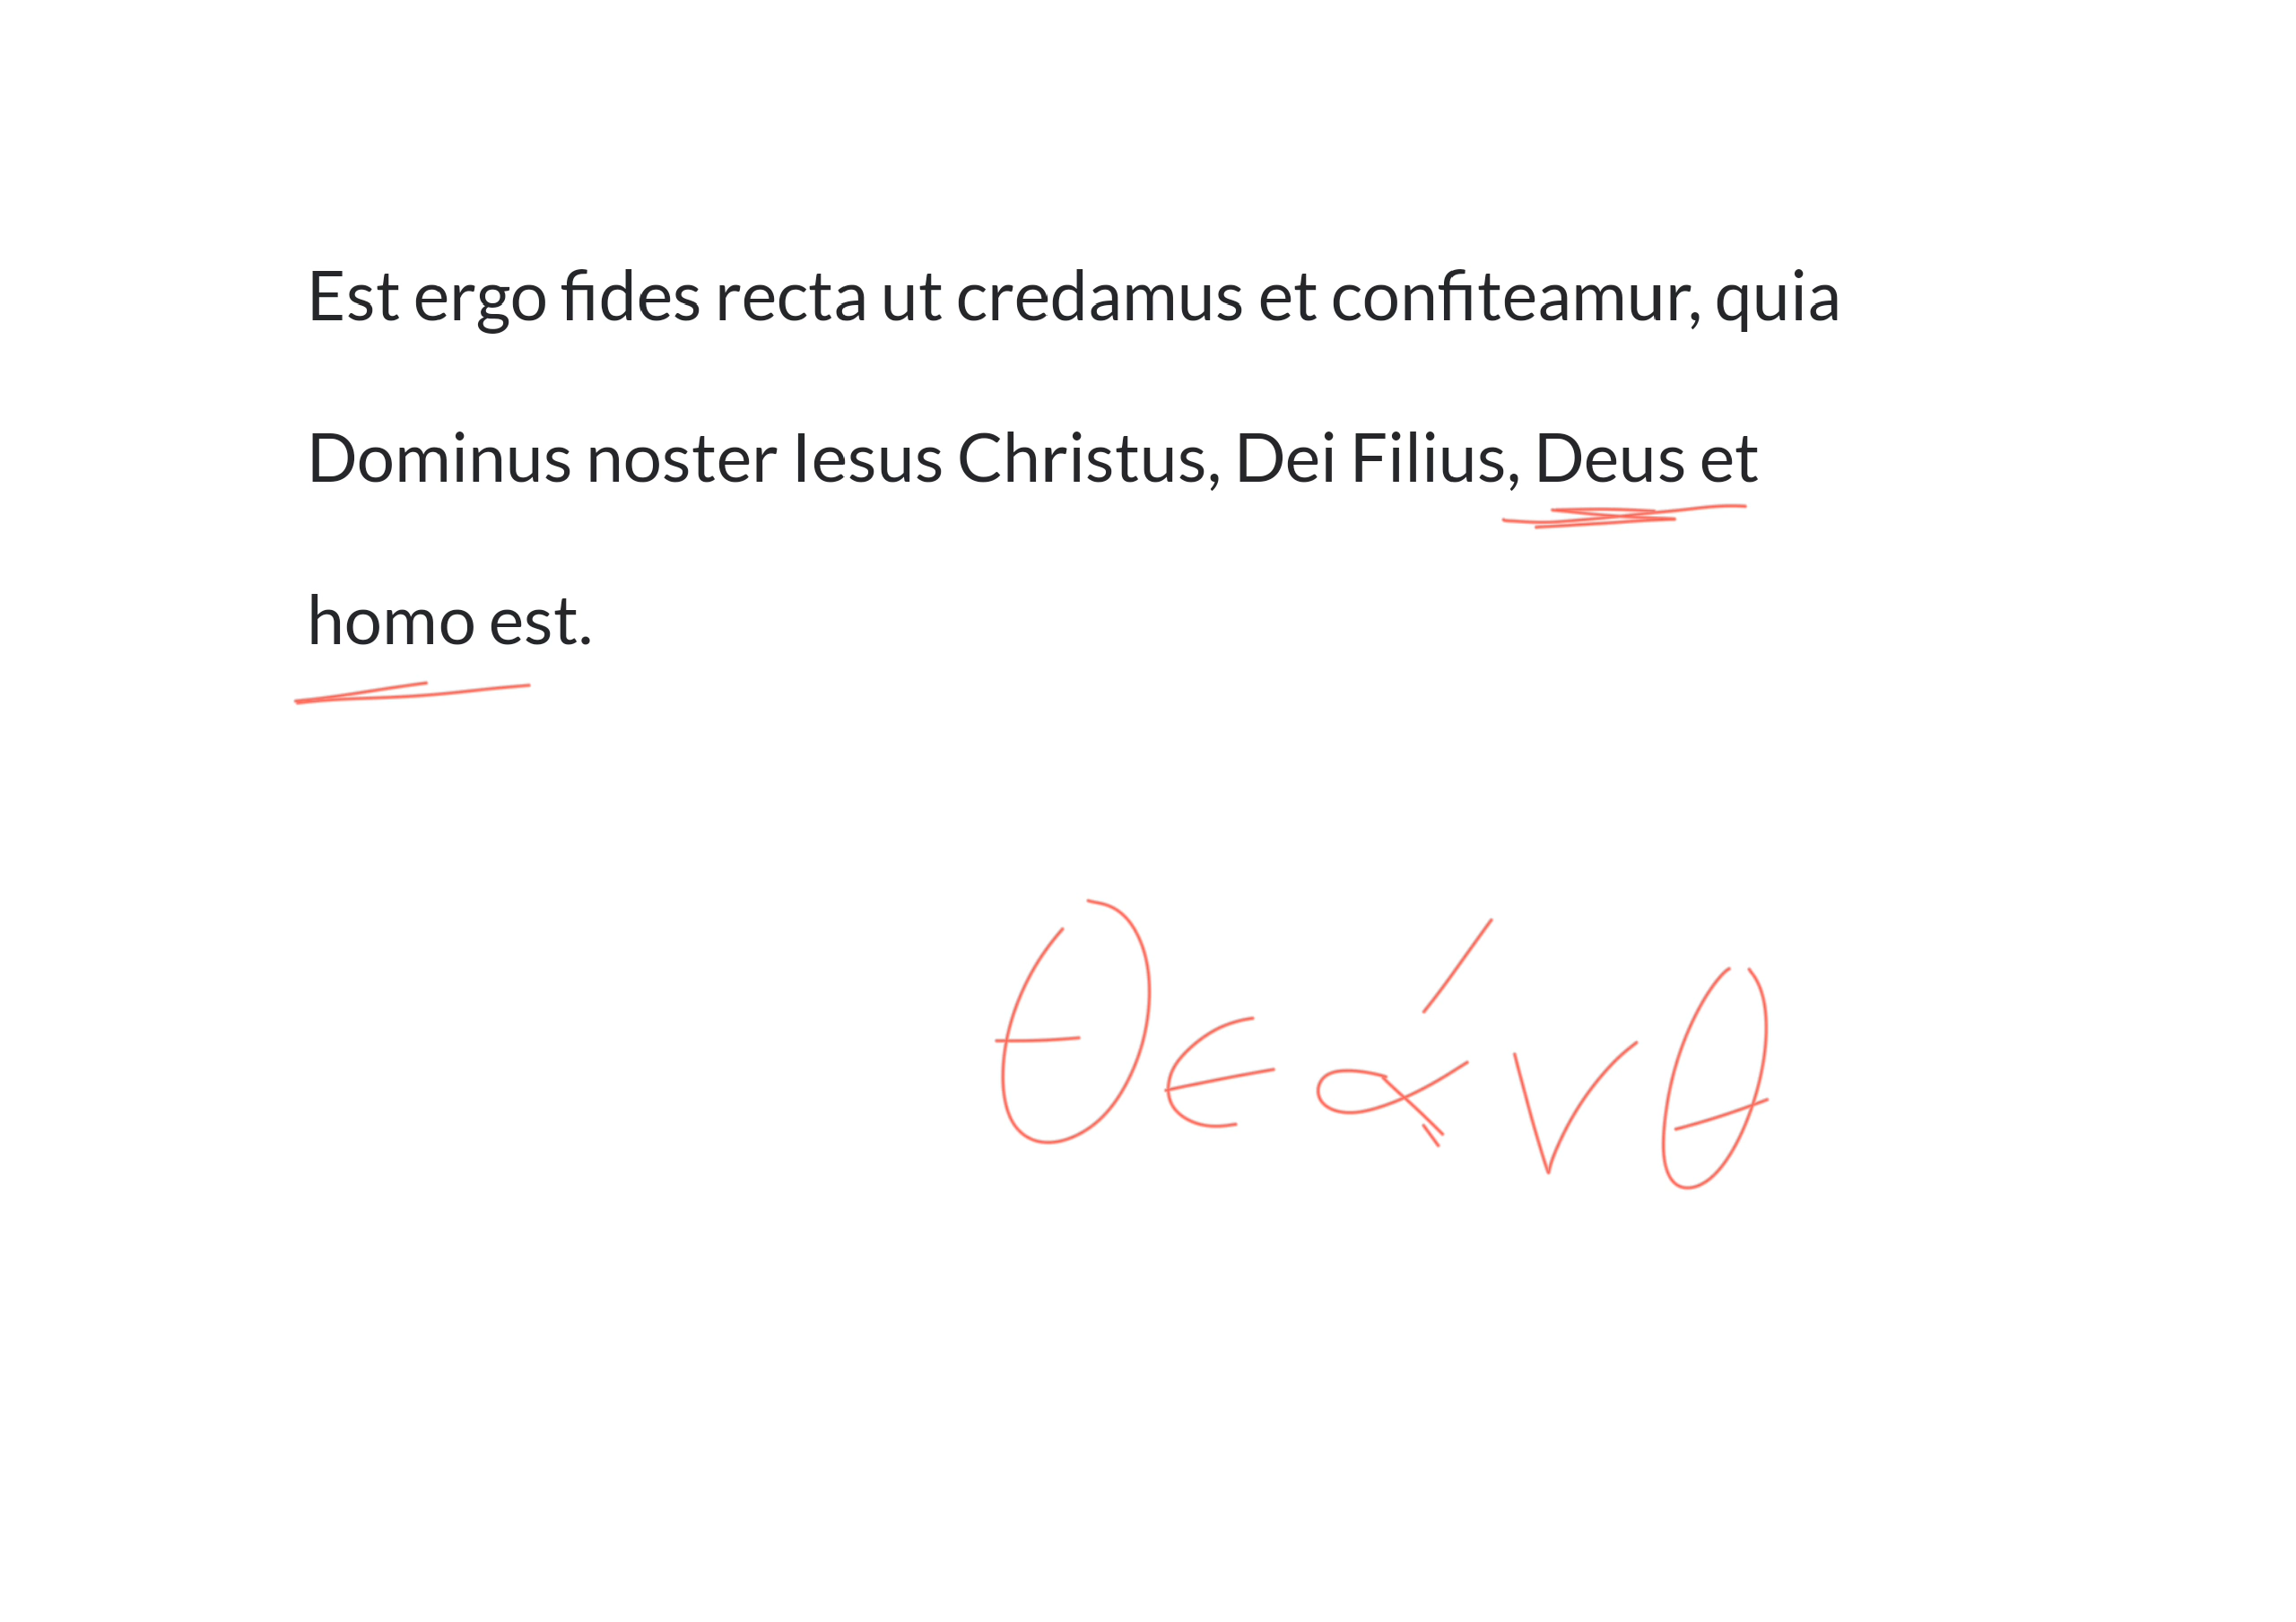 Est ergo fides recta ut credamus et confiteamur, quia
Dominus noster Iesus Christus, Dei Filius, Deus et
homo est.
θεάνθ